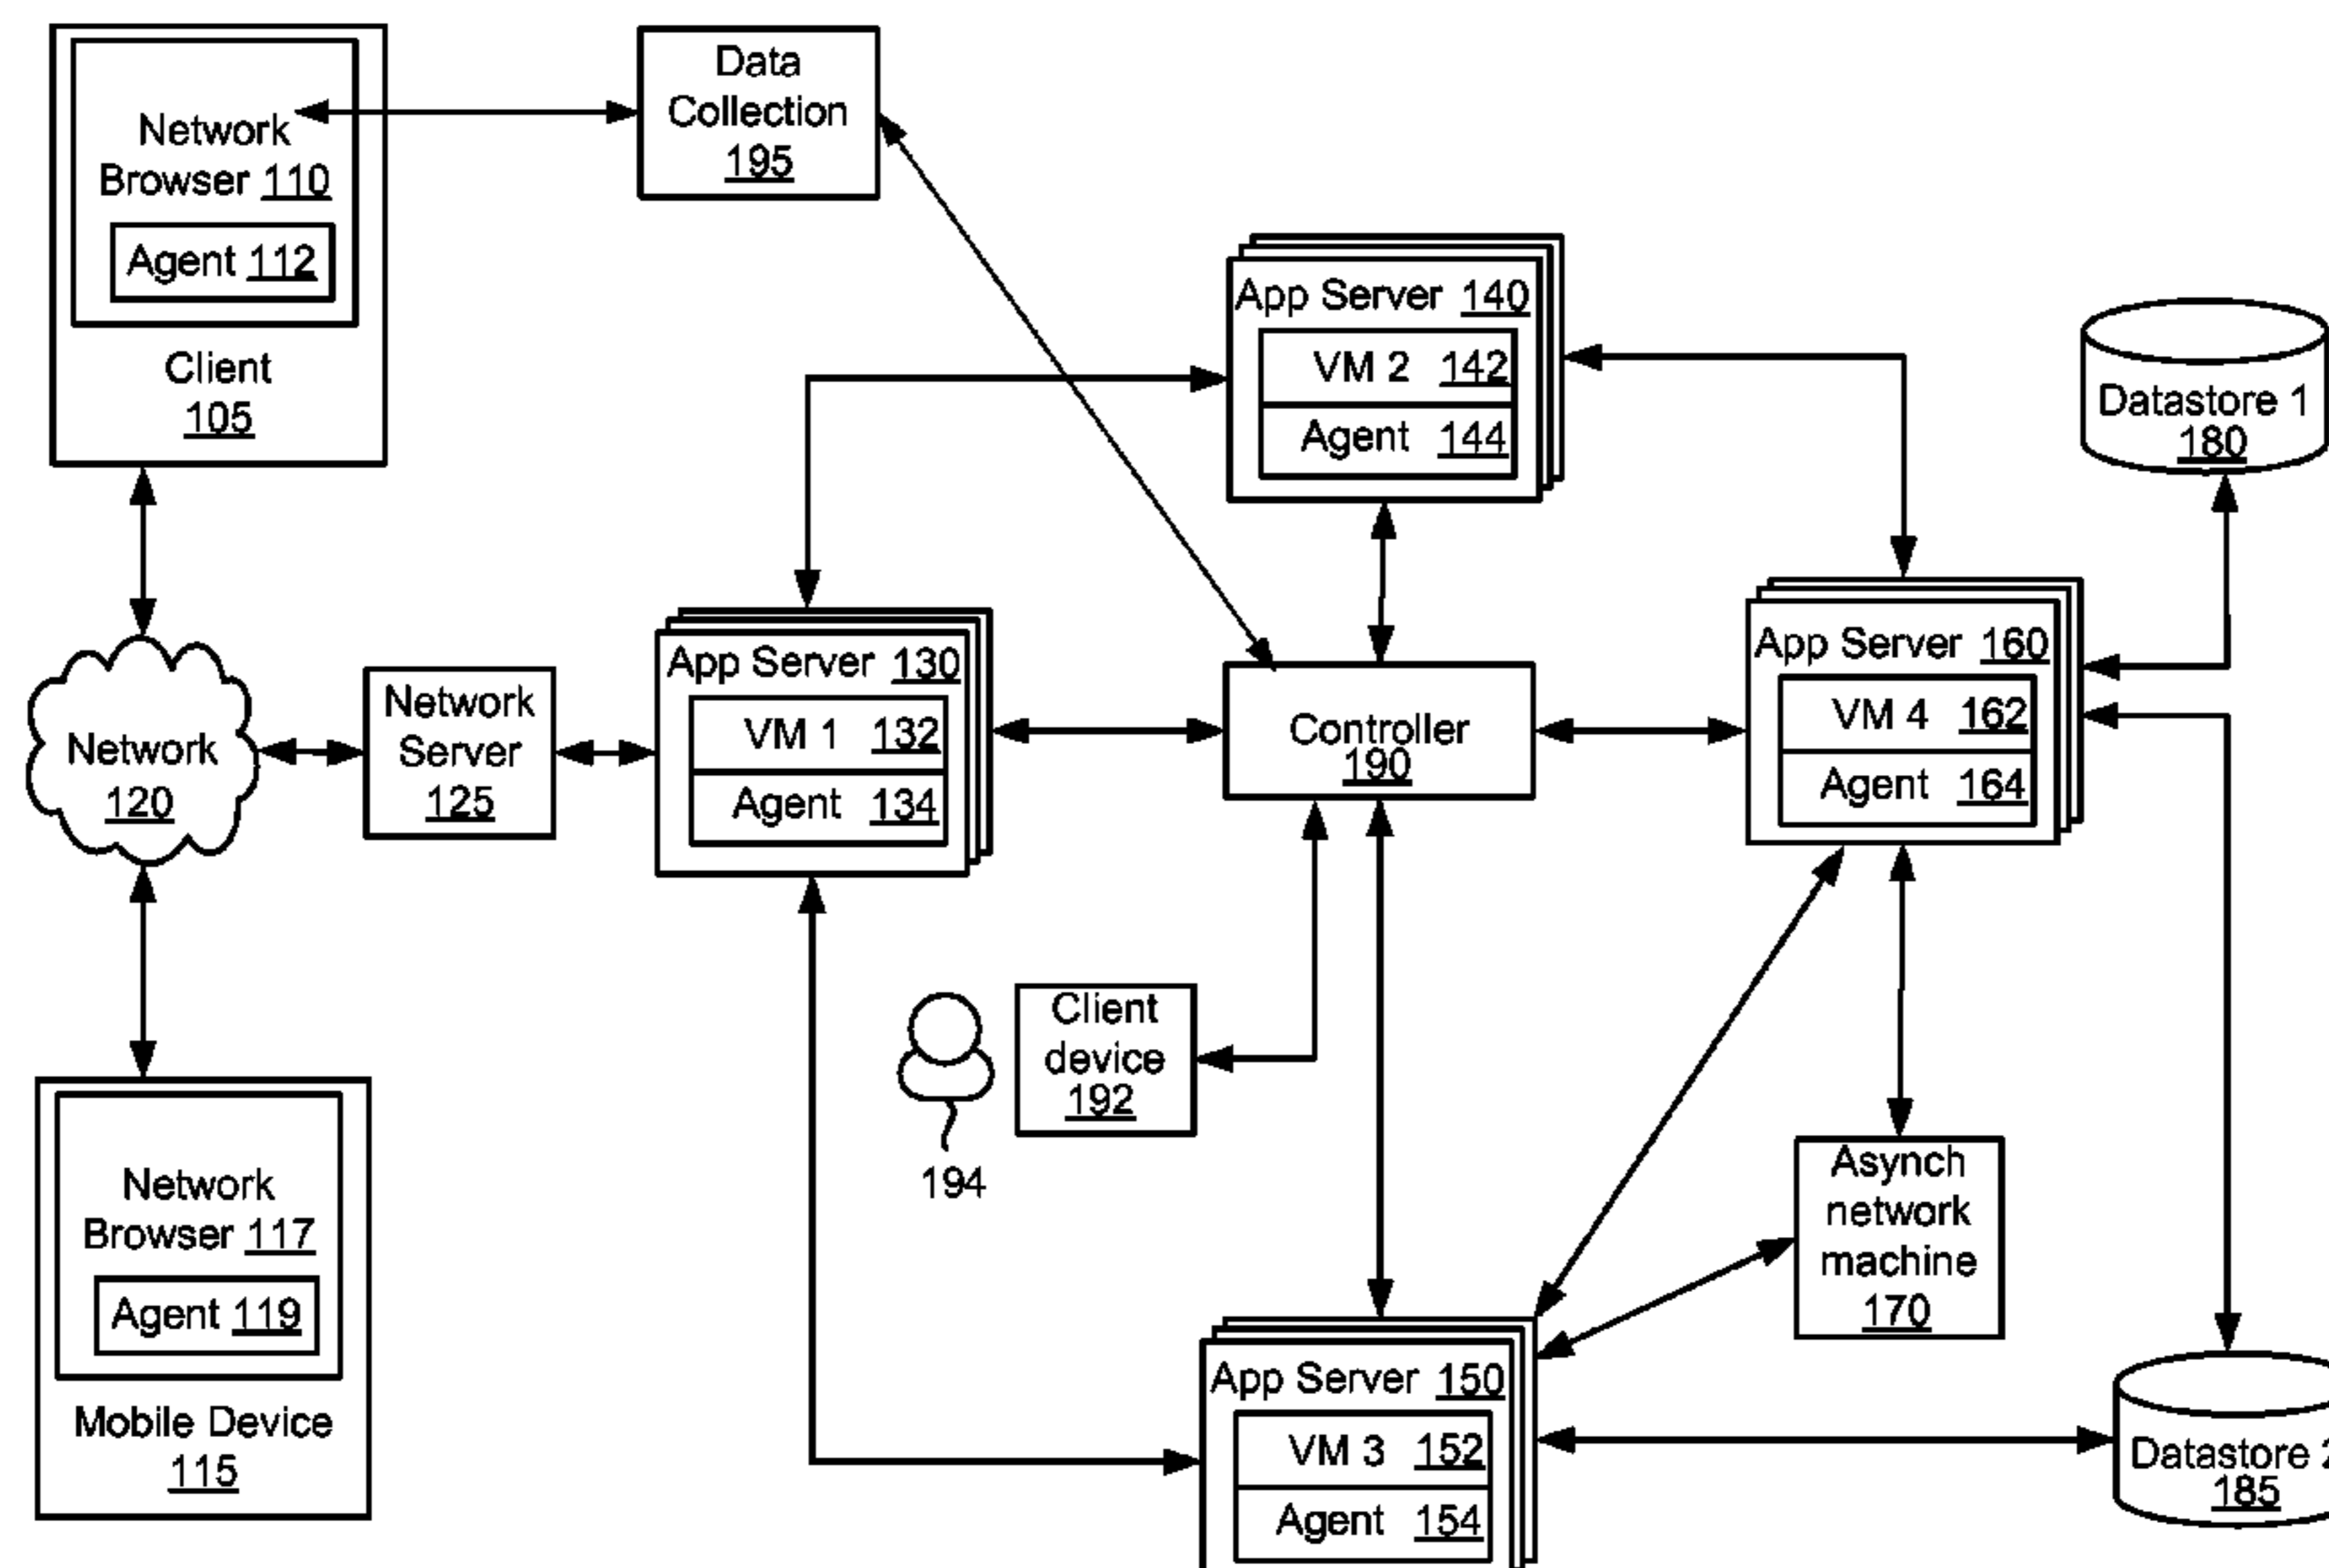 Network
Browser 110
Agent 112
Client
105
Data
Collection
195
App Server 140
VM 2 142
Agent 144
Datastore 1
180
Network
120
Network
Server
125
App Server 130
VM 1 132
Agent 134
Controller
190
App Server 160
VM 4 162
Agent 164
Client
device
192
194
Network
Browser 117
Agent 119
Mobile Device
115
Asynch
network
machine
170
App Server 150
VM 3 152
Agent 154
Datastore 2
185